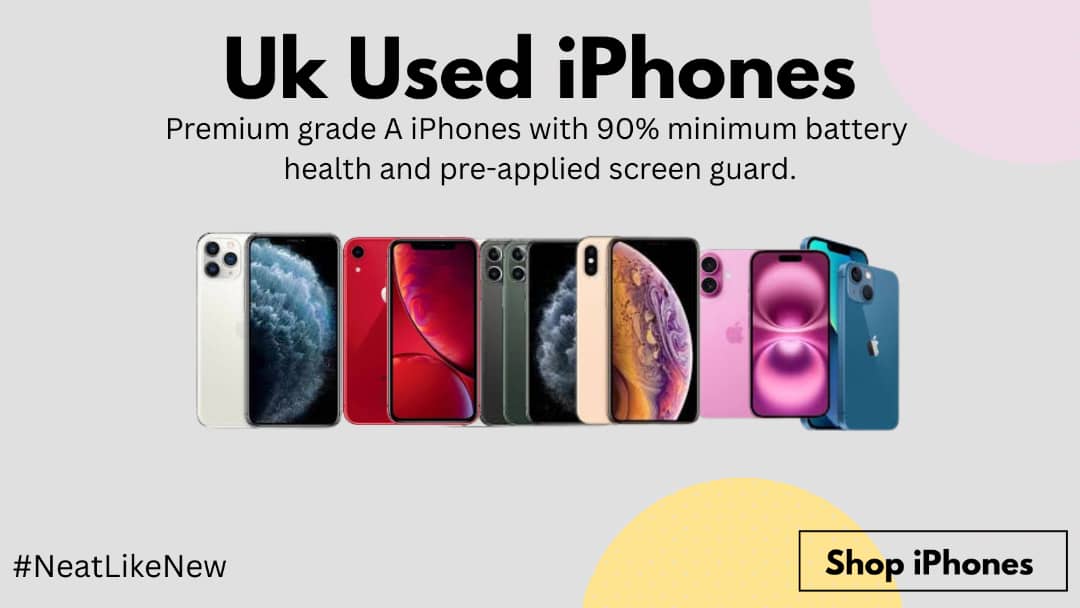 Uk Used iPhones
Premium grade A iPhones with 90% minimum battery
health and pre-applied screen guard.
#NeatLikeNew
Shop iPhones